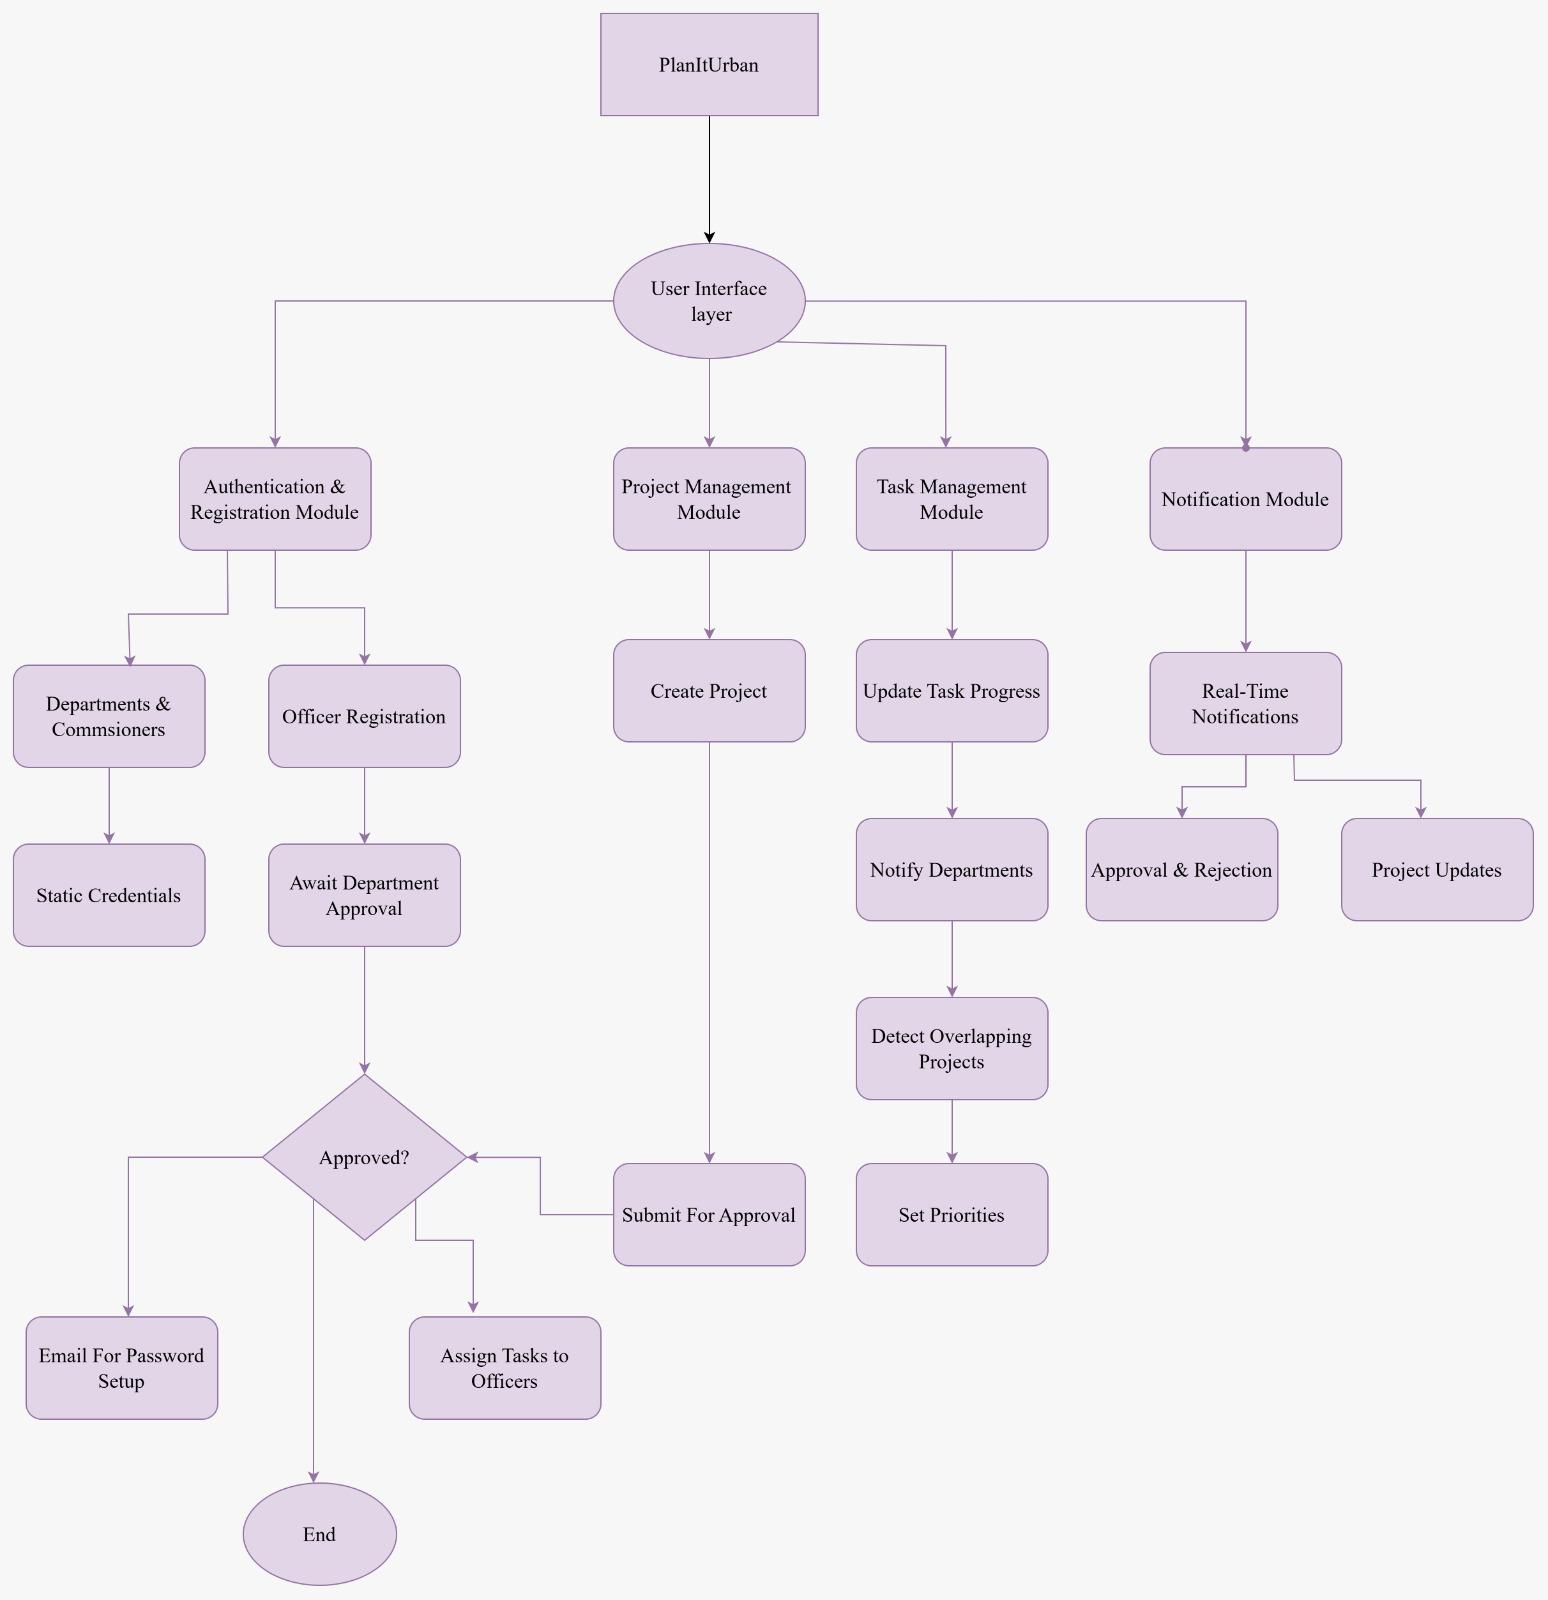 PlanItUrban
User Interface
layer
Authentication &
Registration Module
Project Management
Module
Task Management
Module
Notification Module
Departments &
Commsioners
Officer Registration
Create Project
Update Task Progress
Real-Time
Notifications
Static Credentials
Await Department
Approval
Notify Departments
Approval & Rejection
Project Updates
Detect Overlapping
Projects
Approved?
Submit For Approval
Set Priorities
Email For Password
Setup
Assign Tasks to
Officers
End